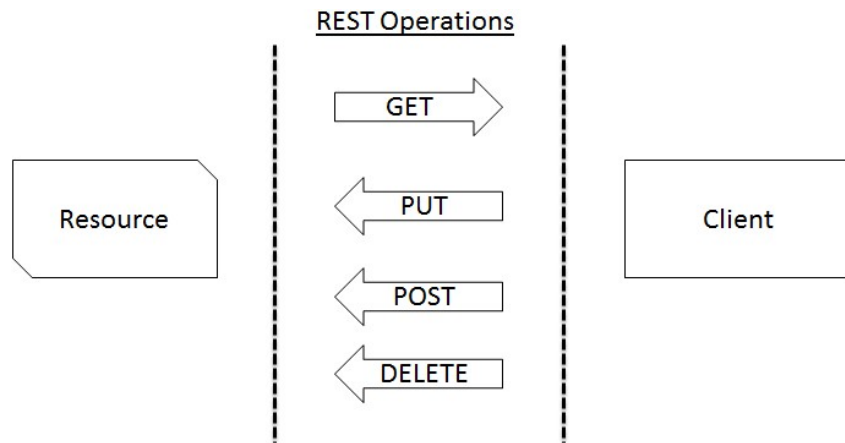 REST Operations
GET
Resource
PUT
Client
POST
DELETE